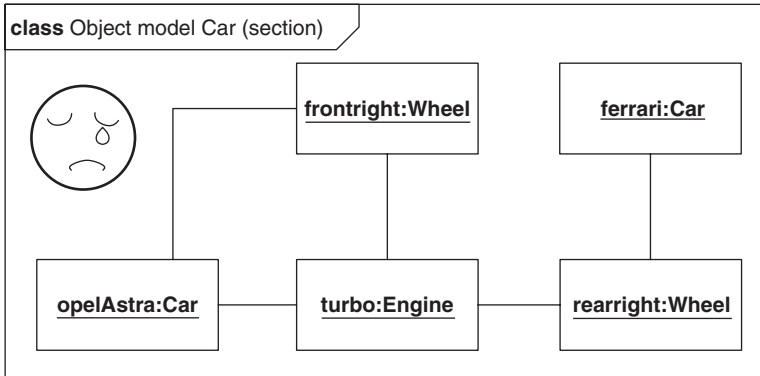 class Object model Car (section)
frontright:Wheel
ferrari:Car
opelAstra:Car
turbo:Engine
rearright:Wheel